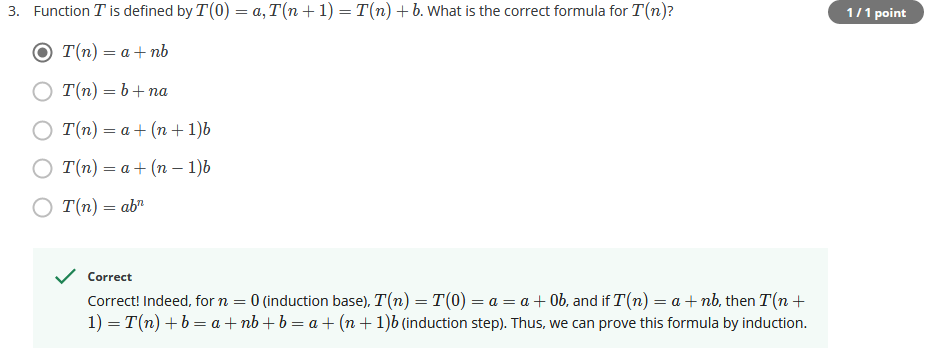 3. Function T is defined by T(0) = a, T(n + 1) = T(n) + b. What is the correct formula for T(n)?
1 / 1 point
T(n) = a + nb
T(n) = b + na
T(n) = a + (n + 1)b
T(n) = a + (n − 1)b
T(n) = abⁿ
Correct
Correct! Indeed, for n = 0 (induction base), T(n) = T(0) = a = a + 0b, and if T(n) = a + nb, then T(n +
1) = T(n) + b = a + nb + b = a + (n + 1)b (induction step). Thus, we can prove this formula by induction.